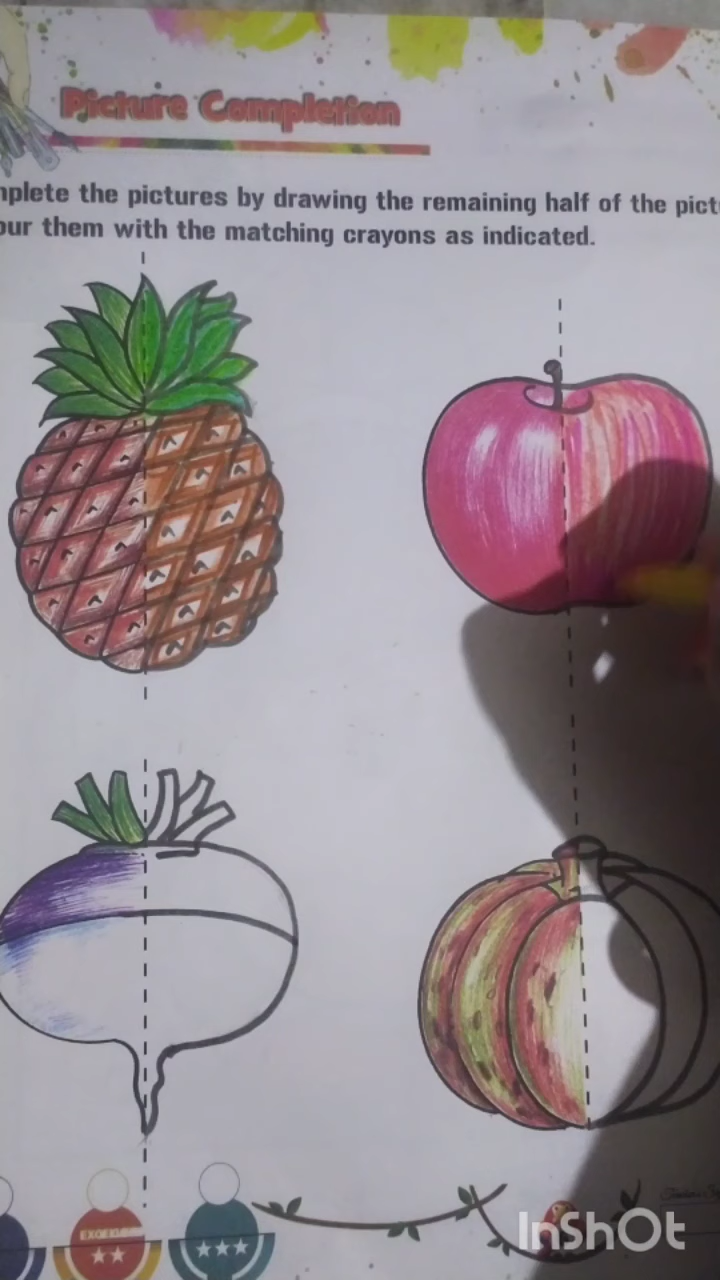 Picture Completion
mplete the pictures by drawing the remaining half of the pict
our them with the matching crayons as indicated.
InShOt